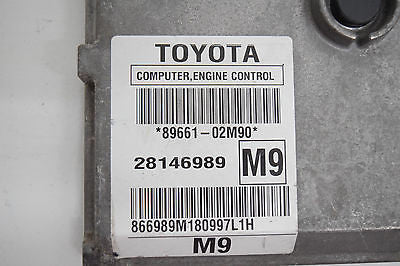 TOYOTA
COMPUTER,ENGINE CONTROL
*89661-02M90*
28146989 M9
866989M180997L1H
M9